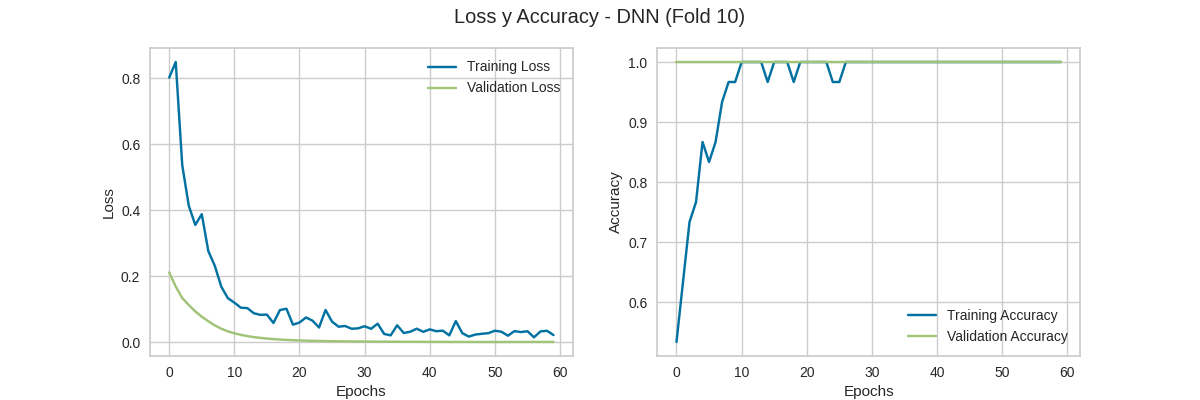 Loss y Accuracy - DNN (Fold 10)
Loss
0.8
0.6
0.4
0.2
0.0
Training Loss
Validation Loss
0 10 20 30 40 50 60
Epochs
Accuracy
1.0
0.9
0.8
0.7
0.6
Training Accuracy
Validation Accuracy
0 10 20 30 40 50 60
Epochs